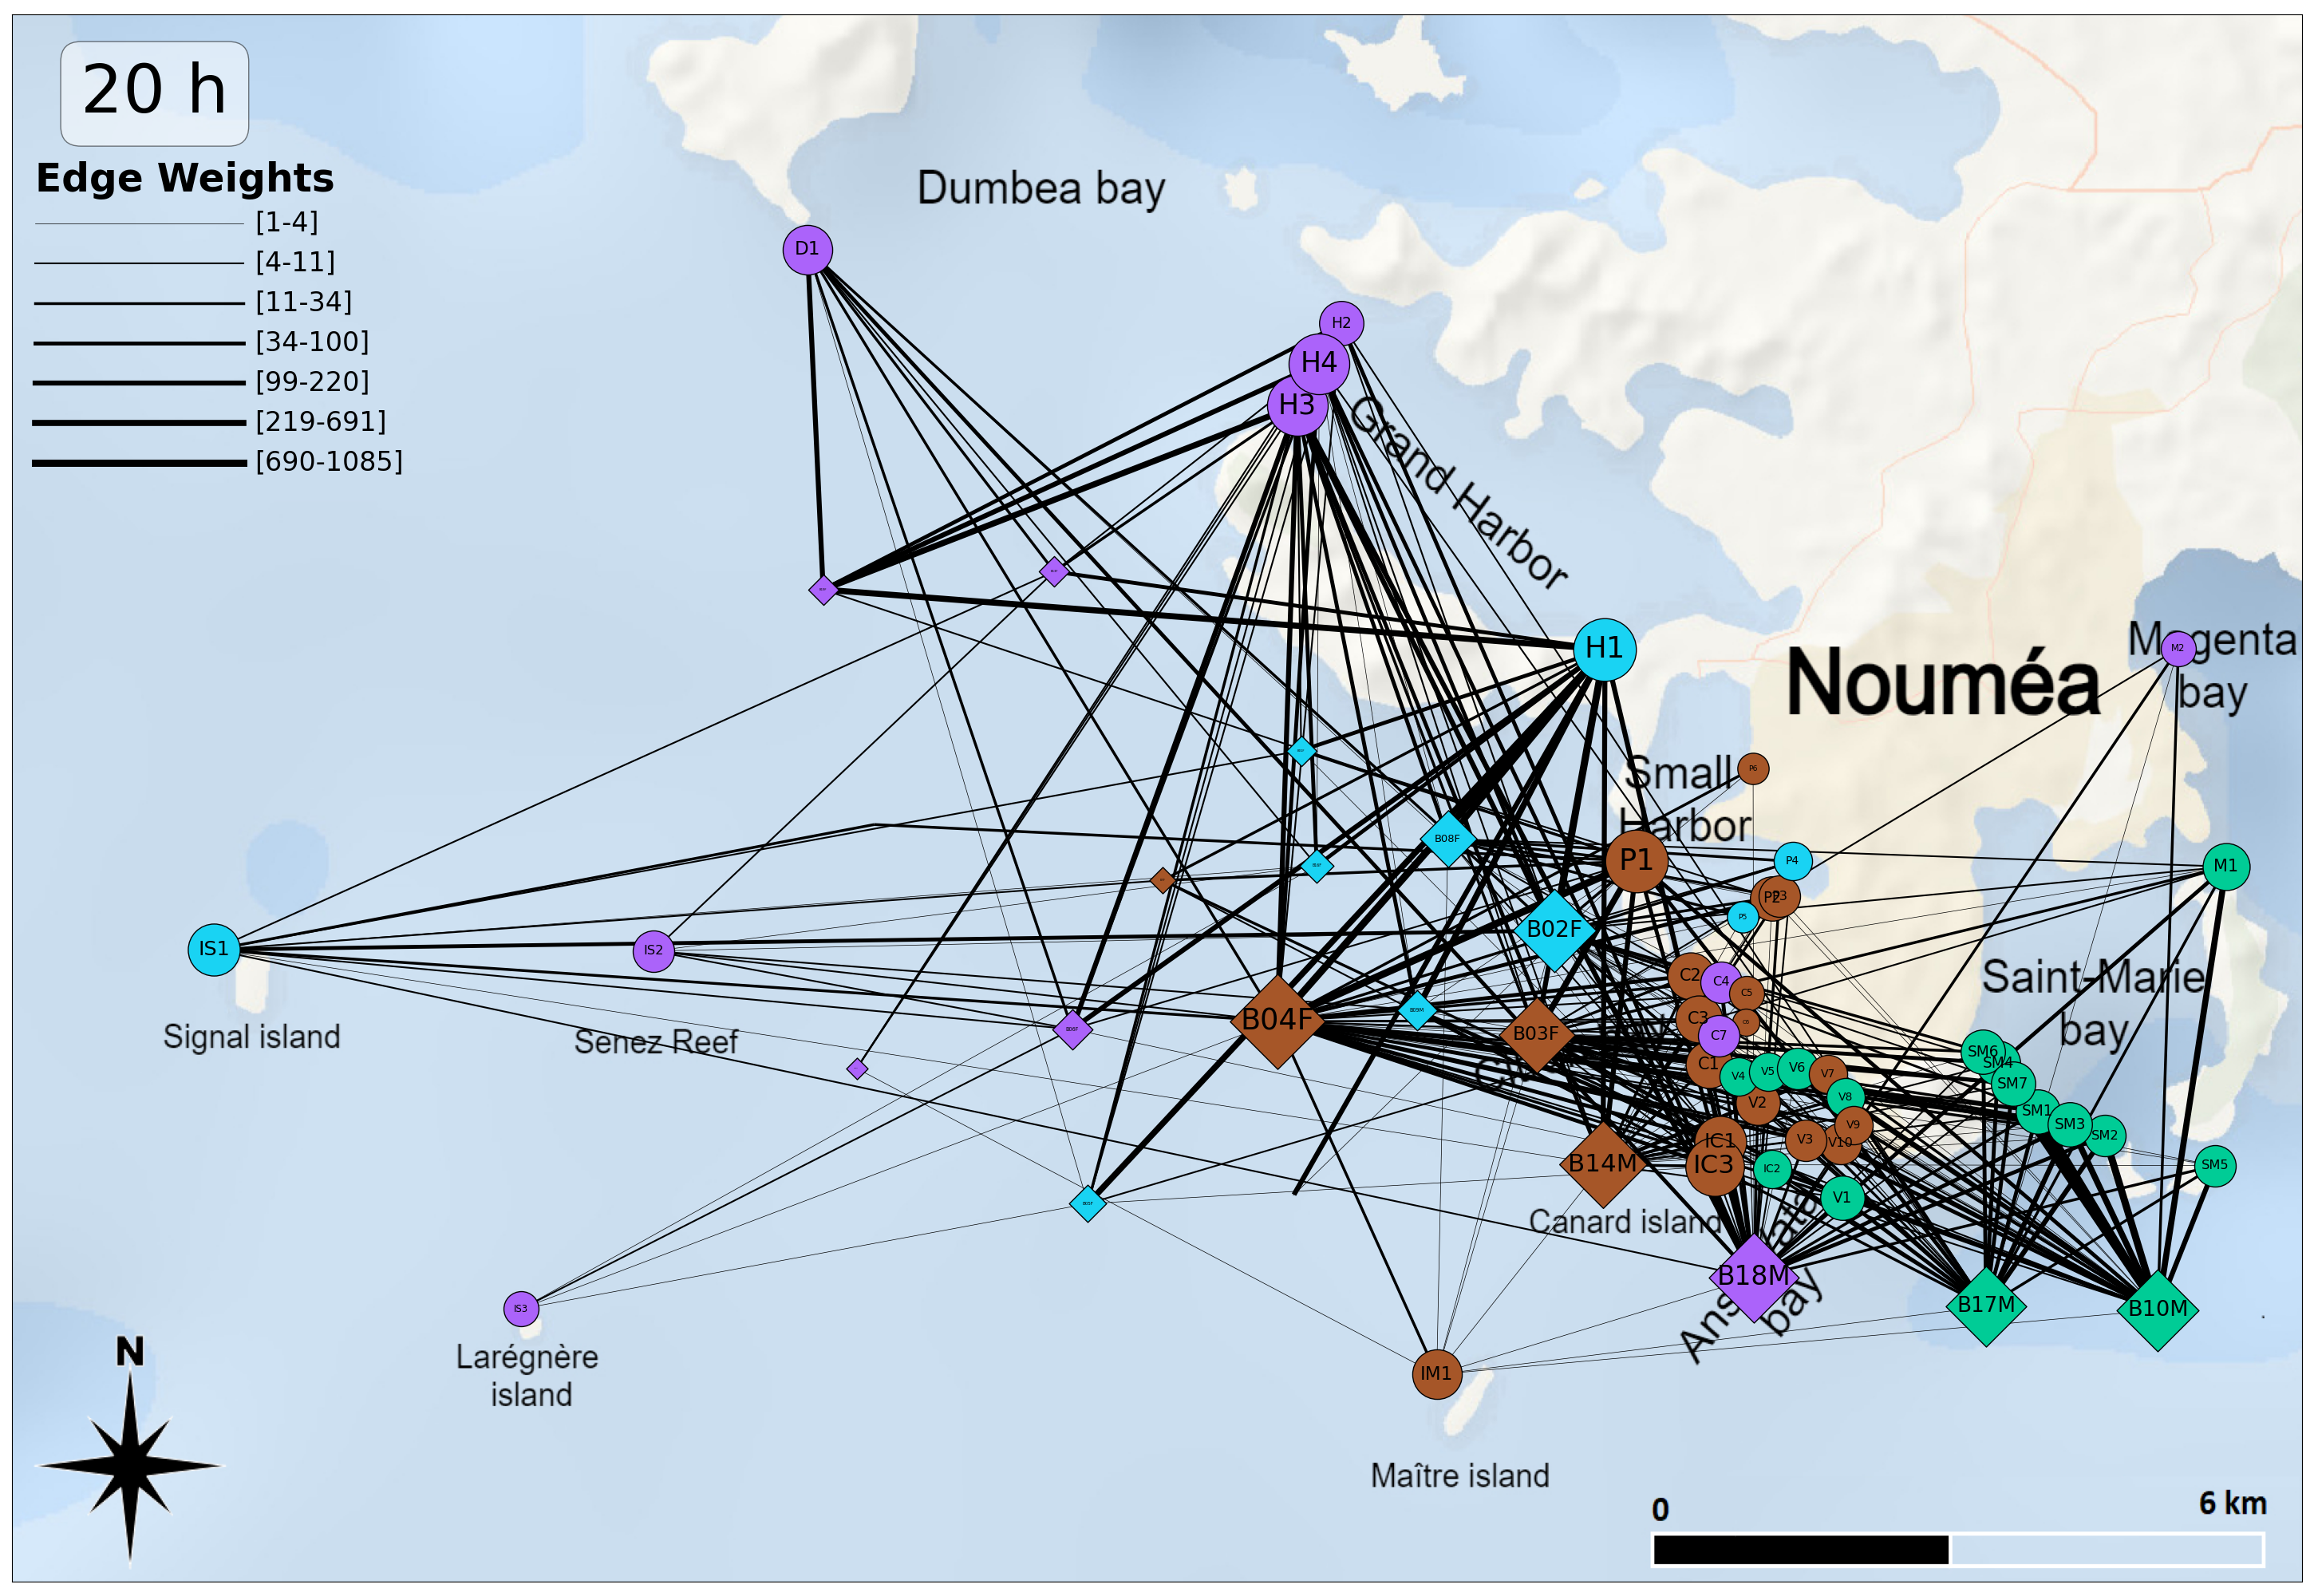 20 h
Edge Weights
[1-4]
[4-11]
[11-34]
[34-100]
[99-220]
[219-691]
[690-1085]
Dumbea bay
D1
H2
H4
H3
Grand Harbor
H1
Nouméa
Magenta
bay
M2
Small
Harbor
P6
B08F
P1
P4
M1
P2
P3
P5
B02F
IS1
IS2
Signal island
Senez Reef
B08F
B04F
B09M
B03F
C2
C4
C5
C3
C6
C7
C1
Saint-Marie
bay
V4
V5
V6
V7
V8
V2
V9
V3
V10
SM6
SM4
SM7
SM1
SM3
SM2
SM5
IC1
IC3
IC2
V1
B14M
Canard island
B18M
bay
B17M
B10M
IS3
Larégnère
island
IM1
Maître island
N
0
6 km